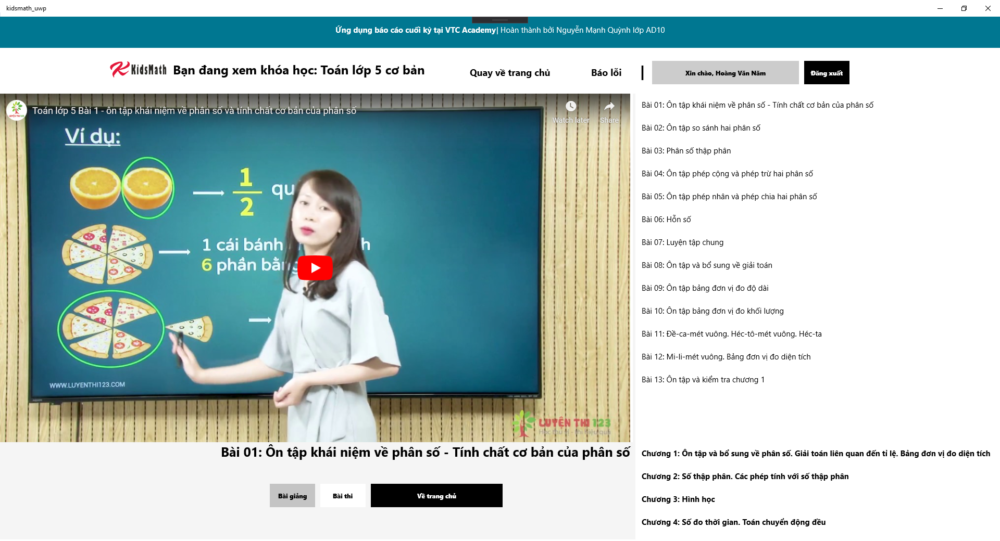 kidsmath_uwp
Ứng dụng báo cáo cuối kỳ tại VTC Academy| Hoàn thành bởi Nguyễn Mạnh Quỳnh lớp AD10
KidsMath
Bạn đang xem khóa học: Toán lớp 5 cơ bản
Quay về trang chủ
Báo lỗi
|
Xin chào, Hoàng Văn Năm
Đăng xuất
LUYỆN THI 123
Toán lớp 5 Bài 1 - ôn tập khái niệm về phân số và tính chất cơ bản của phân số
Watch later
Share
Ví dụ:
1
2
qu
1 cái bánh
h
6 phần bằng
WWW.LUYENTHI123.COM
LUYỆN THI 123
Học thú vị - thi hiệu quả
Bài 01: Ôn tập khái niệm về phân số - Tính chất cơ bản của phân số
Bài giảng
Bài thi
Về trang chủ
Bài 01: Ôn tập khái niệm về phân số - Tính chất cơ bản của phân số
Bài 02: Ôn tập so sánh hai phân số
Bài 03: Phân số thập phân
Bài 04: Ôn tập phép cộng và phép trừ hai phân số
Bài 05: Ôn tập phép nhân và phép chia hai phân số
Bài 06: Hỗn số
Bài 07: Luyện tập chung
Bài 08: Ôn tập và bổ sung về giải toán
Bài 09: Ôn tập bảng đơn vị đo độ dài
Bài 10: Ôn tập bảng đơn vị đo khối lượng
Bài 11: Đề-ca-mét vuông. Héc-tô-mét vuông. Héc-ta
Bài 12: Mi-li-mét vuông. Bảng đơn vị đo diện tích
Bài 13: Ôn tập và kiểm tra chương 1
Chương 1: Ôn tập và bổ sung về phân số. Giải toán liên quan đến tỉ lệ. Bảng đơn vị đo diện tích
Chương 2: Số thập phân. Các phép tính với số thập phân
Chương 3: Hình học
Chương 4: Số đo thời gian. Toán chuyển động đều